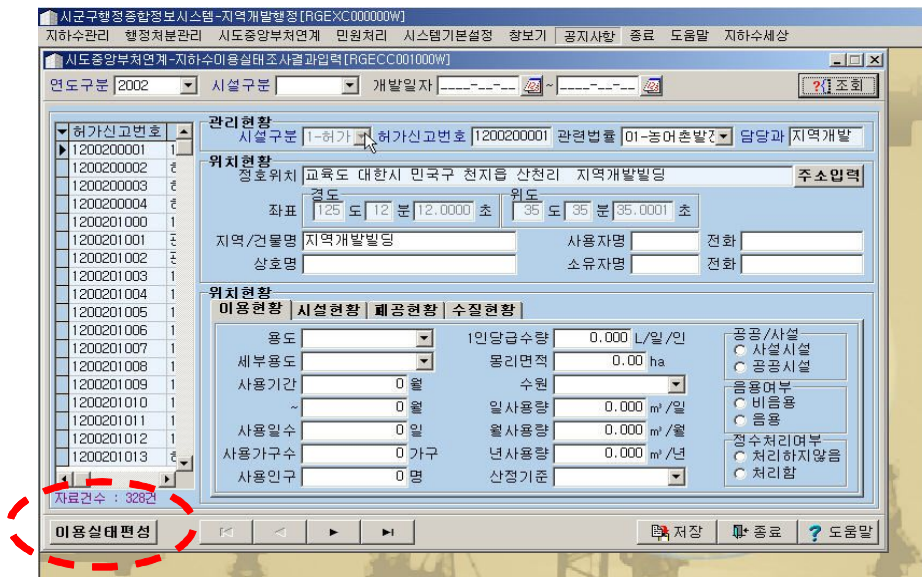 시군구행정종합정보시스템-지역개발행정[RGEXC000000W]
지하수관리 행정처분관리 시도중앙부처연계 민원처리 시스템기본설정 창보기 공지사항 종료 도움말 지하수세상
시도중앙부처연계-지하수이용실태조사결과입력[RGECC001000W]
연도구분 2002 시설구분 개발일자 ____-__-__ ~ ____-__-__ 조회
허가신고번호
1200200001 1
1200200002
1200200003
1200200004
1200201000 1
1200201001
1200201002
1200201003 1
1200201004 1
1200201005 1
1200201006 1
1200201007 1
1200201008 1
1200201009 1
1200201010 1
1200201011 1
1200201012 1
1200201013
자료건수 : 328건
관리현황
시설구분 1-허가 허가신고번호 1200200001 관련법률 01-농어촌발전 담당과 지역개발
위치현황
정호위치 교육도 대한시 민국구 천지읍 산천리 지역개발빌딩 주소입력
경도 위도
좌표 125 도 12 분 12.0000 초 35 도 35 분 35.0001 초
지역/건물명 지역개발빌딩 사용자명 전화
상호명 소유자명 전화
위치현황
이용현황 시설현황 폐공현황 수질현황
용도 1인당급수량 0.000 L/일/인
세부용도 몽리면적 0.00 ha
사용기간 0 월 수원
~ 0 월 일사용량 0.000 m³/일
사용일수 0 일 월사용량 0.000 m³/월
사용가구수 0 가구 년사용량 0.000 m³/년
사용인구 0 명 산정기준
공공/사설
사설시설
공공시설
음용여부
비음용
음용
정수처리여부
처리하지않음
처리함
이용실태편성 저장 종료 도움말